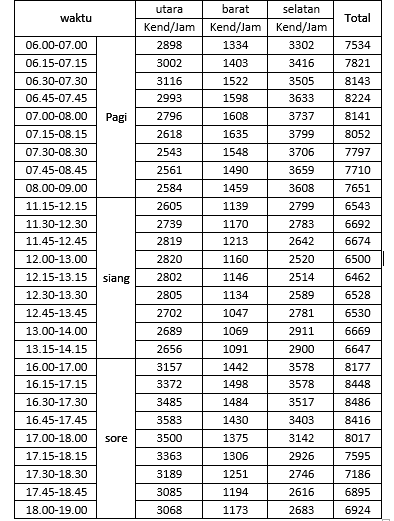 waktu utara barat selatan Total
Kend/Jam Kend/Jam Kend/Jam
06.00-07.00 Pagi 2898 1334 3302 7534
06.15-07.15 3002 1403 3416 7821
06.30-07.30 3116 1522 3505 8143
06.45-07.45 2993 1598 3633 8224
07.00-08.00 2796 1608 3737 8141
07.15-08.15 2618 1635 3799 8052
07.30-08.30 2543 1548 3706 7797
07.45-08.45 2561 1490 3659 7710
08.00-09.00 2584 1459 3608 7651
11.15-12.15 siang 2605 1139 2799 6543
11.30-12.30 2739 1170 2783 6692
11.45-12.45 2819 1213 2642 6674
12.00-13.00 2820 1160 2520 6500
12.15-13.15 2802 1146 2514 6462
12.30-13.30 2805 1134 2589 6528
12.45-13.45 2702 1047 2781 6530
13.00-14.00 2689 1069 2911 6669
13.15-14.15 2656 1091 2900 6647
16.00-17.00 sore 3157 1442 3578 8177
16.15-17.15 3372 1498 3578 8448
16.30-17.30 3485 1484 3517 8486
16.45-17.45 3583 1430 3403 8416
17.00-18.00 3500 1375 3142 8017
17.15-18.15 3363 1306 2926 7595
17.30-18.30 3189 1251 2746 7186
17.45-18.45 3085 1194 2616 6895
18.00-19.00 3068 1173 2683 6924